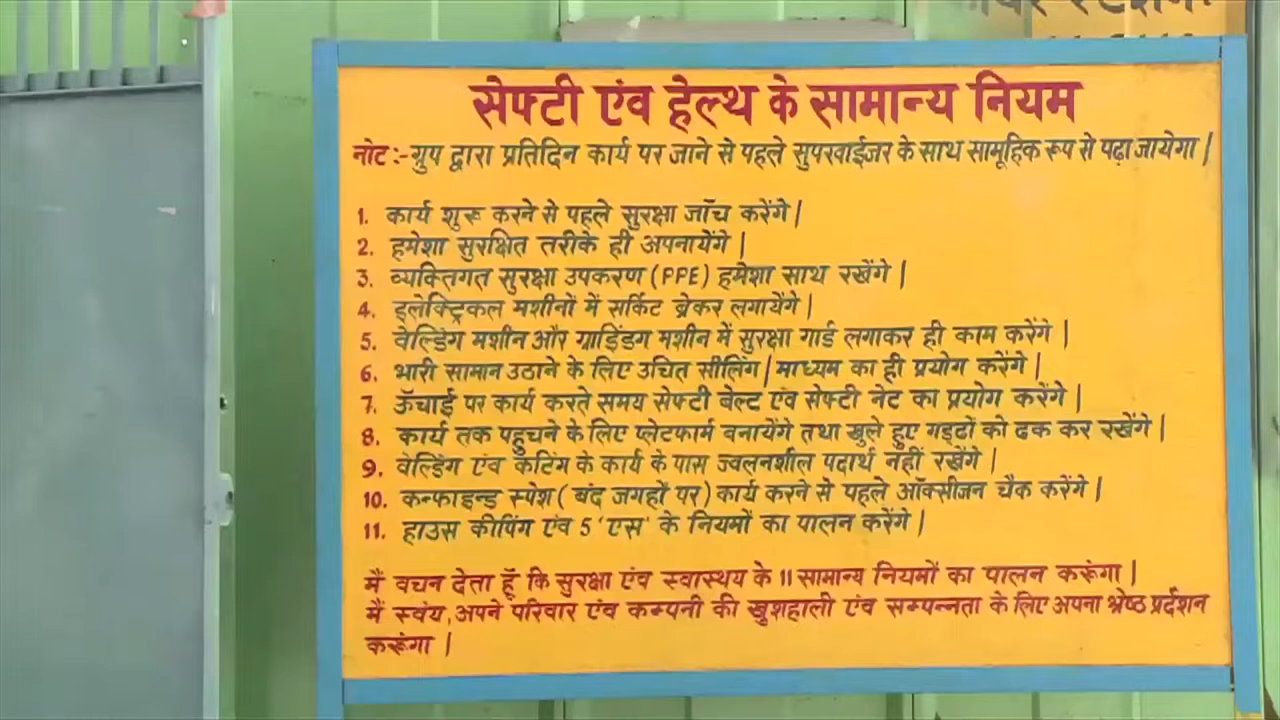 सेफ्टी एंव हेल्थ के सामान्य नियम
नोट :-ग्रुप द्वारा प्रतिदिन कार्य पर जाने से पहले सुपरवाईजर के साथ सामूहिक रूप से पढ़ा जायेगा |
1. कार्य शुरू करने से पहले सुरक्षा जॉच करेंगे |
2. हमेशा सुरक्षित तरीके ही अपनायेंगे |
3. व्यक्तिगत सुरक्षा उपकरण (PPE) हमेशा साथ रखेंगे |
4. इलेक्ट्रिकल मशीनों में सर्किट ब्रेकर लगायेंगे |
5. वेल्डिंग मशीन और ग्राइंडिंग मशीन में सुरक्षा गार्ड लगाकर ही काम करेंगे |
6. भारी सामान उठाने के लिए उचित सीलिंग | माध्यम का ही प्रयोग करेंगे |
7. ऊँचाई पर कार्य करते समय सेफ्टी बेल्ट एंव सेफ्टी नेट का प्रयोग करेंगे |
8. कार्य तक पहुचने के लिए प्लेटफार्म वनायेंगे तथा खुले हुए गड्ढों को ढक कर रखेंगे |
9. वेल्डिंग एंव कटिंग के कार्य के पास ज्वलनशील पदार्थ नहीं रखेंगे |
10. कन्फाइन्ड स्पेश ( बंद जगहों पर ) कार्य करने से पहले ऑक्सीजन चैक करेंगे |
11. हाउस कीपिंग एंव 5 'एस' के नियमों का पालन करेंगे |
मैं वचन देता हूँ कि सुरक्षा एंव स्वास्थय के 11 सामान्य नियमों का पालन करूंगा |
मैं स्वंय, अपने परिवार एंव कम्पनी की खुशहाली एंव सम्पन्नता के लिए अपना श्रेष्ठ प्रर्दशन
करूंगा |